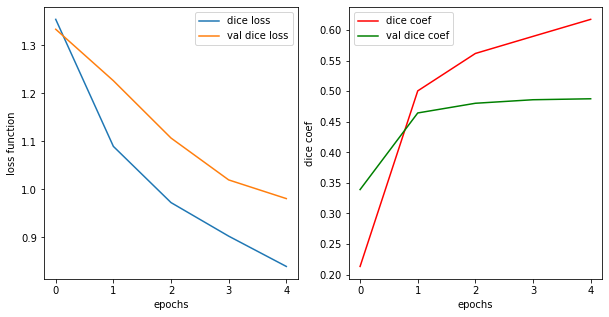 dice loss
val dice loss
1.3
1.2
1.1
1.0
0.9
loss function
0 1 2 3 4
epochs
dice coef
val dice coef
0.60
0.55
0.50
0.45
0.40
0.35
0.30
0.25
0.20
dice coef
0 1 2 3 4
epochs